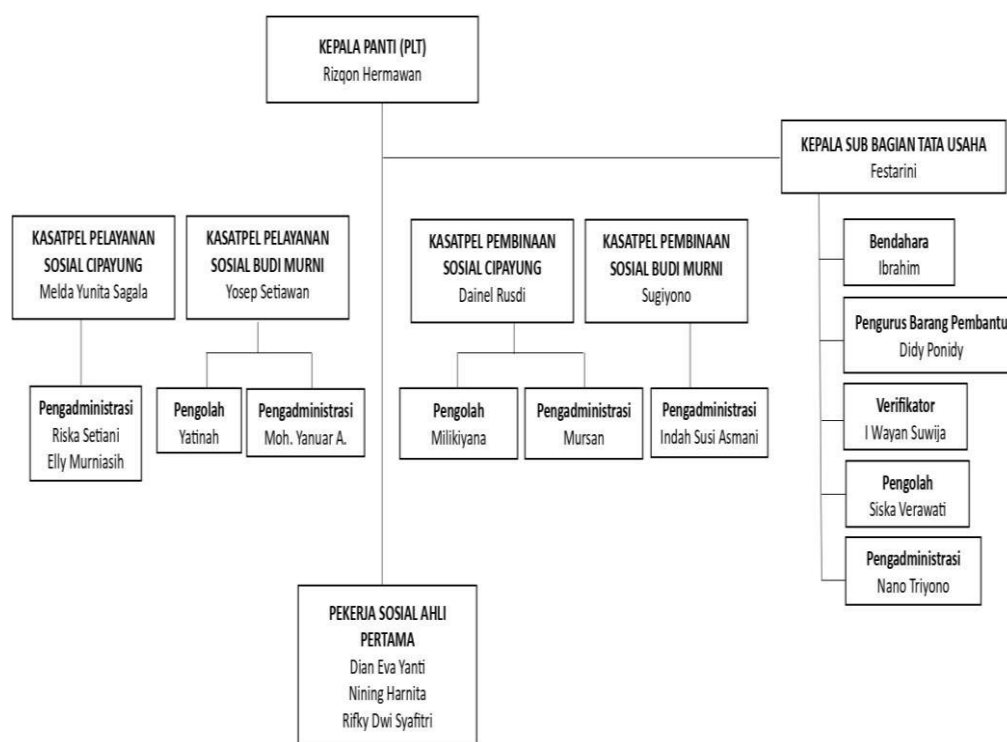 KEPALA PANTI (PLT)
Rizqon Hermawan
KEPALA SUB BAGIAN TATA USAHA
Festarini
KASATPEL PELAYANAN
SOSIAL CIPAYUNG
Melda Yunita Sagala
KASATPEL PELAYANAN
SOSIAL BUDI MURNI
Yosep Setiawan
KASATPEL PEMBINAAN
SOSIAL CIPAYUNG
Dainel Rusdi
KASATPEL PEMBINAAN
SOSIAL BUDI MURNI
Sugiyono
Pengadministrasi
Riska Setiani
Elly Murniasih
Pengolah
Yatinah
Pengadministrasi
Moh. Yanuar A.
Pengolah
Milikiyana
Pengadministrasi
Mursan
Pengadministrasi
Indah Susi Asmani
Bendahara
Ibrahim
Pengurus Barang Pembantu
Didy Ponidy
Verifikator
I Wayan Suwija
Pengolah
Siska Verawati
Pengadministrasi
Nano Triyono
PEKERJA SOSIAL AHLI
PERTAMA
Dian Eva Yanti
Nining Harnita
Rifky Dwi Syafitri